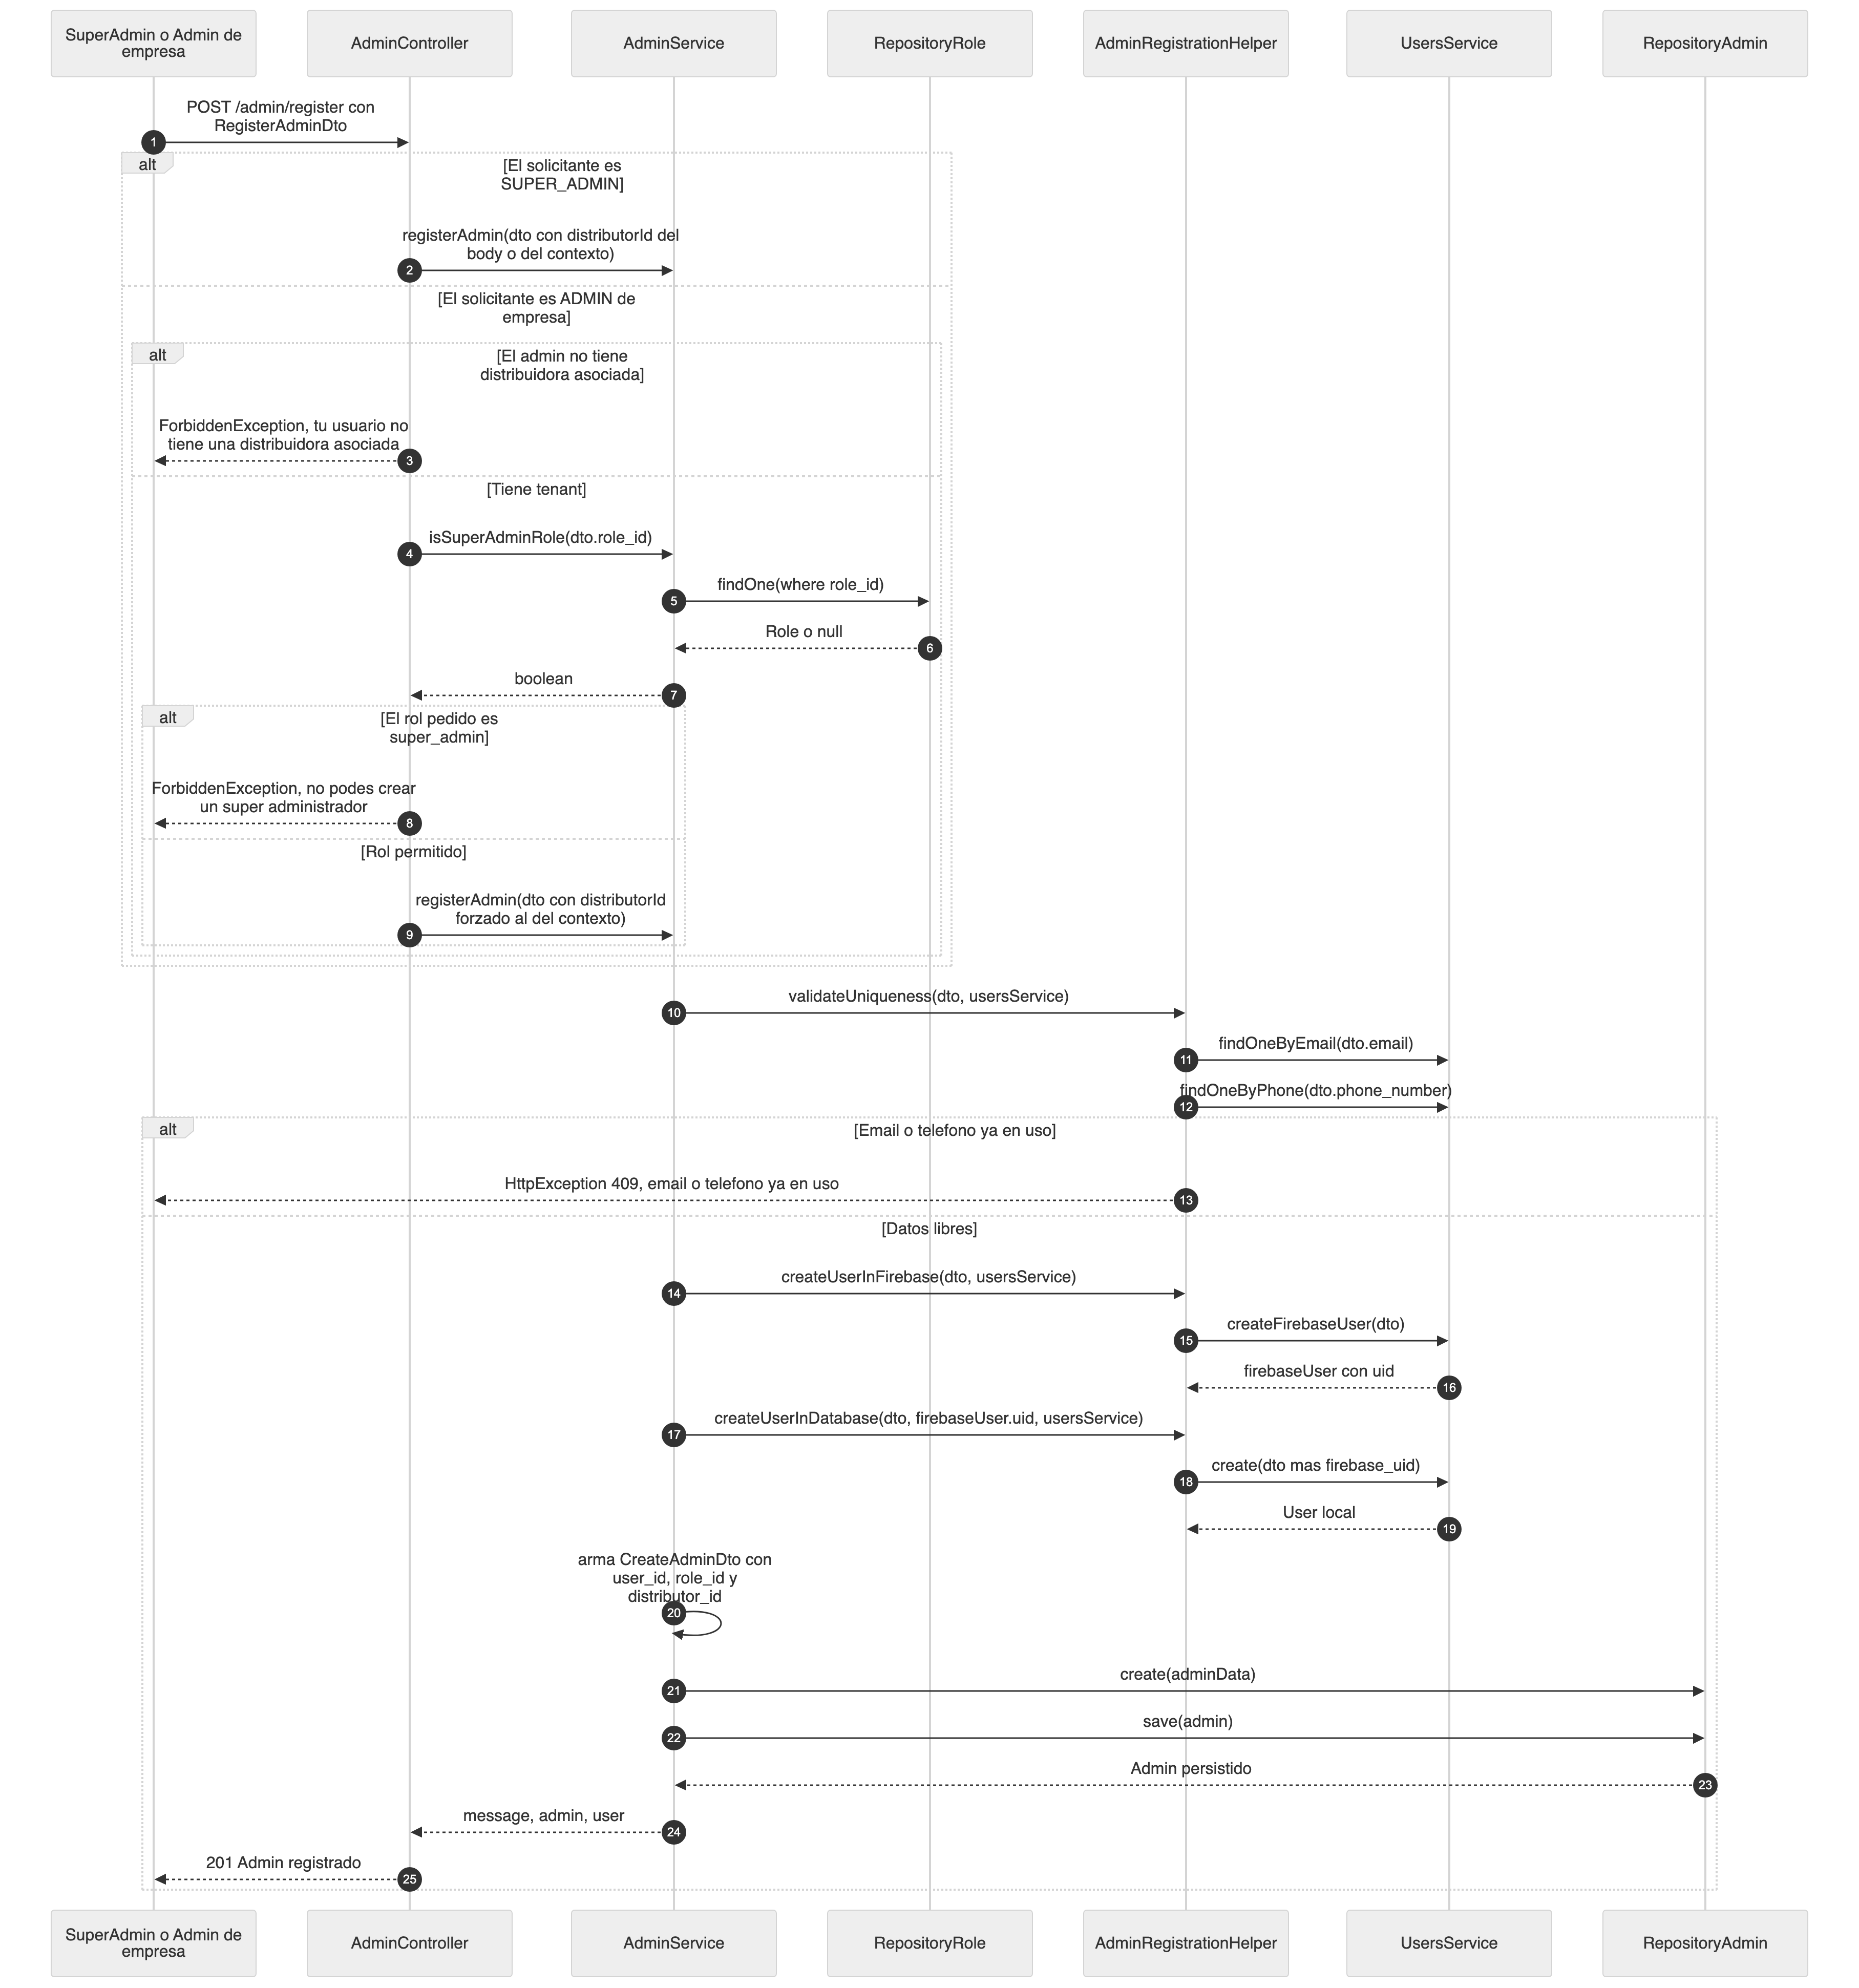 SuperAdmin o Admin de
empresa
AdminController
AdminService
RepositoryRole
AdminRegistrationHelper
UsersService
RepositoryAdmin
POST /admin/register con
RegisterAdminDto
1
alt
[El solicitante es
SUPER_ADMIN]
registerAdmin(dto con distributorId del
body o del contexto)
2
[El solicitante es ADMIN de
empresa]
alt
[El admin no tiene
distribuidora asociada]
ForbiddenException, tu usuario no
tiene una distribuidora asociada
3
[Tiene tenant]
isSuperAdminRole(dto.role_id)
4
findOne(where role_id)
5
Role o null
6
boolean
7
alt
[El rol pedido es
super_admin]
ForbiddenException, no podes crear
un super administrador
8
[Rol permitido]
registerAdmin(dto con distributorId
forzado al del contexto)
9
validateUniqueness(dto, usersService)
10
findOneByEmail(dto.email)
11
findOneByPhone(dto.phone_number)
12
alt
[Email o telefono ya en uso]
HttpException 409, email o telefono ya en uso
13
[Datos libres]
createUserInFirebase(dto, usersService)
14
createFirebaseUser(dto)
15
firebaseUser con uid
16
createUserInDatabase(dto, firebaseUser.uid, usersService)
17
create(dto mas firebase_uid)
18
User local
19
arma CreateAdminDto con
user_id, role_id y
distributor_id
20
create(adminData)
21
save(admin)
22
Admin persistido
23
message, admin, user
24
201 Admin registrado
25
SuperAdmin o Admin de
empresa
AdminController
AdminService
RepositoryRole
AdminRegistrationHelper
UsersService
RepositoryAdmin